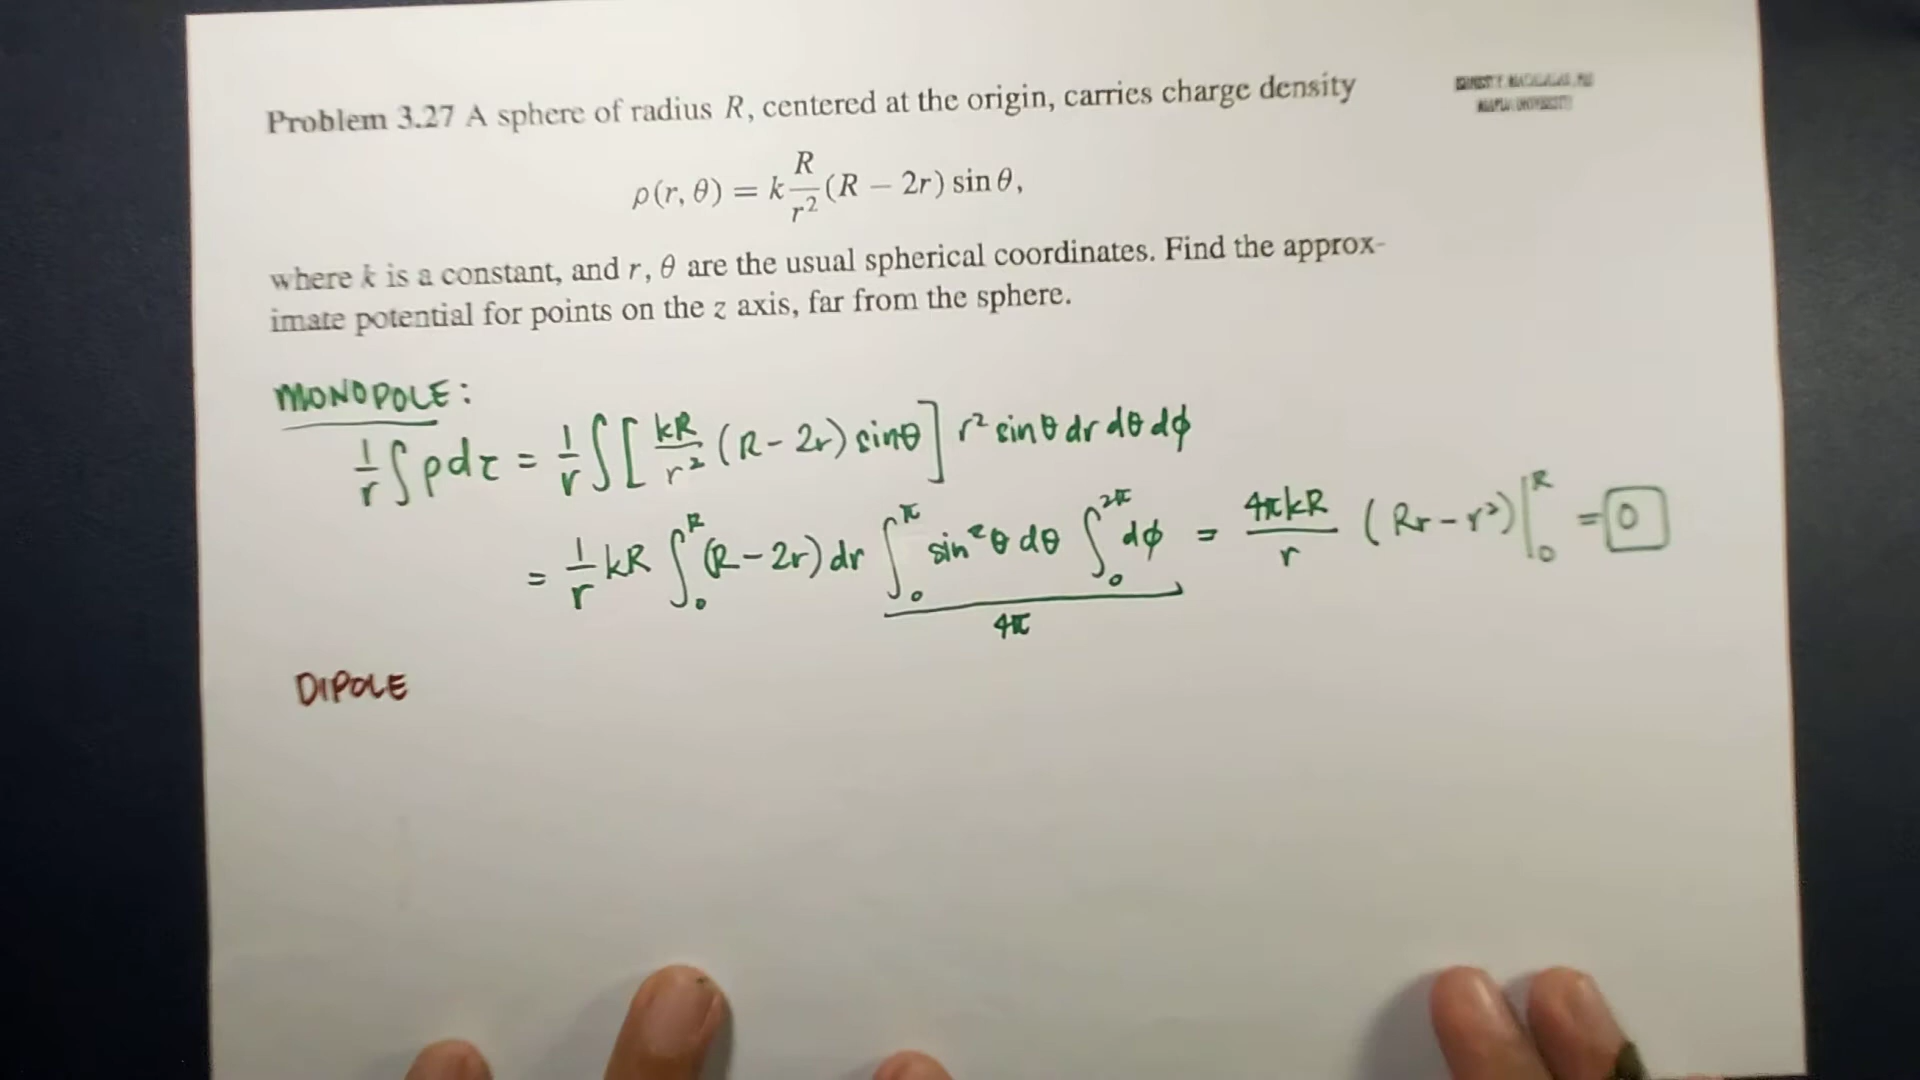 Problem 3.27 A sphere of radius R, centered at the origin, carries charge density
ρ(r, θ) = k R/r² (R − 2r) sin θ,
where k is a constant, and r, θ are the usual spherical coordinates. Find the approx-
imate potential for points on the z axis, far from the sphere.
MONOPOLE:
1/r ∫ρdτ = 1/r ∫[kR/r² (R − 2r) sinθ] r² sinθ dr dθ dϕ
= 1/r kR ∫₀ᴿ (R − 2r) dr ∫₀^π sin²θ dθ ∫₀^2π dϕ = 4πkR/r (Rr − r²)|₀ᴿ = 0
4π
DIPOLE